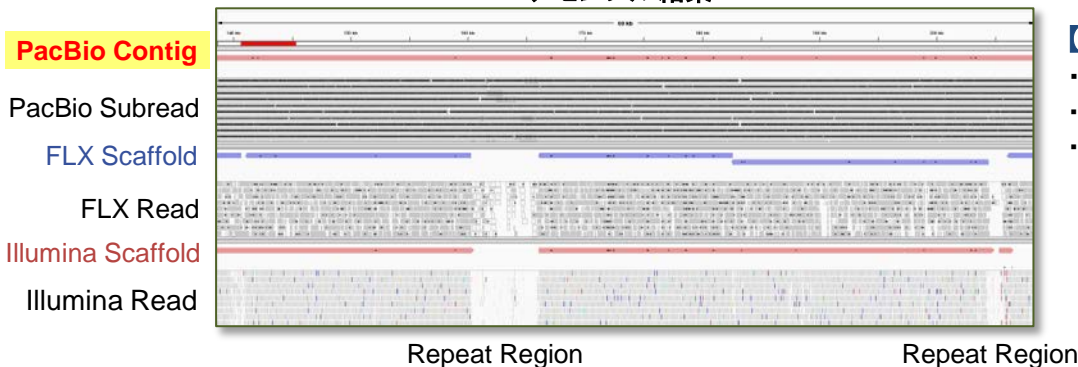 PacBio Contig
PacBio Subread
FLX Scaffold
FLX Read
Illumina Scaffold
Illumina Read
Repeat Region
Repeat Region